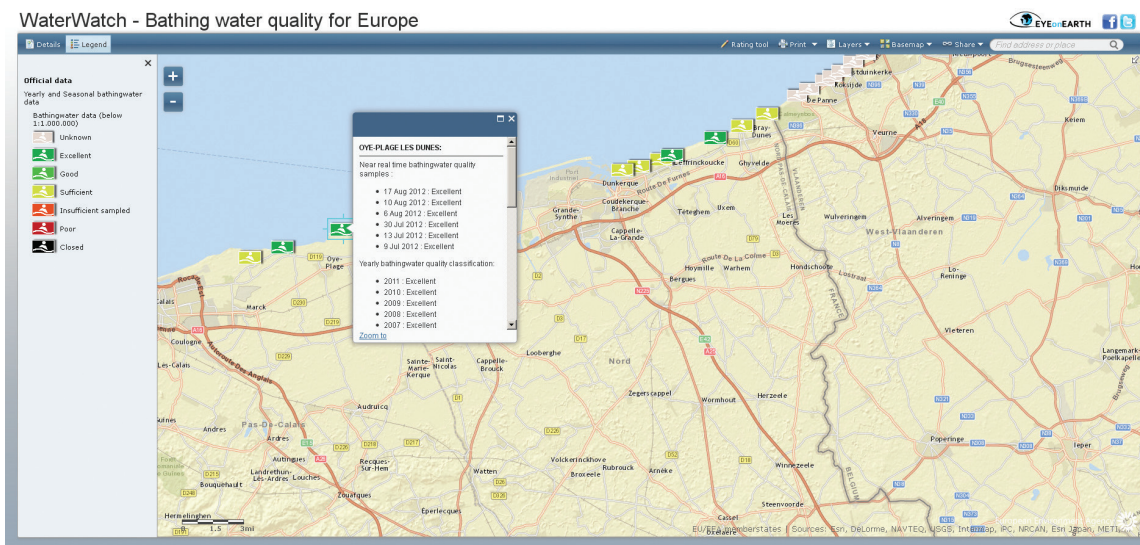 WaterWatch - Bathing water quality for Europe
EYEonEARTH
Details
Legend
Rating tool
Print
Layers
Basemap
Share
Find address or place
Official data
Yearly and Seasonal bathingwater
data
Bathingwater data (below
1:1.000.000)
Unknown
Excellent
Good
Sufficient
Insufficient sampled
Poor
Closed
OYE-PLAGE LES DUNES:
Near real time bathingwater quality
samples :
17 Aug 2012 : Excellent
10 Aug 2012 : Excellent
6 Aug 2012 : Excellent
30 Jul 2012 : Excellent
13 Jul 2012 : Excellent
9 Jul 2012 : Excellent
Yearly bathingwater quality classification:
2011 : Excellent
2010 : Excellent
2009 : Excellent
2008 : Excellent
2007 : Excellent
Zoom to
Koksijde
De Panne
Bray-
Dunes
Veurne
Keiem
Leffrinckoucke
Ghyvelde
Dunkerque
Route De Furnes
Port
Industriel
Coudekerque-
Branche
Grande-
Synthe
Teteghem
Uxem
Les
Moeres
Wulveringem
Alveringem
Diksmuide
Cappelle-
La-Grande
West-Vlaanderen
Route De La Colme
Hoymille
Warhem
Hondschoote
Lo-
Reninge
Bergues
Oye-
Plage
Marck
Calais
Coulogne
Autoroute Des Anglais
Les-Calais
Sainte-
Marie-
Kerque
Saint-
Nicolas
Cappelle-
Brouck
Looberghe
Nord
Vleteren
Langemark-
Poelkapelle
Zegerscappel
Wormhout
Herzeele
Audruicq
Pas-De-Calais
Andres
Ardres
Autingues
Landrethun-
Les-Ardres
Louches
Bouquehault
Recques-
Sur-Hem
Zouafques
Volckerinckhove
Rubrouck
Broxeele
Arneke
Winnezeele
Watten
Poperinge
Ieper
FRANCE
BELGIUM
Eperlecques
Steenvoorde
Cassel
Oxelaere
Hermelinghen
0 1.5 3mi
EU/EEA memberstates | Sources: Esri, DeLorme, NAVTEQ, USGS, Intermap, iPC, NRCAN, Esri Japan, METI